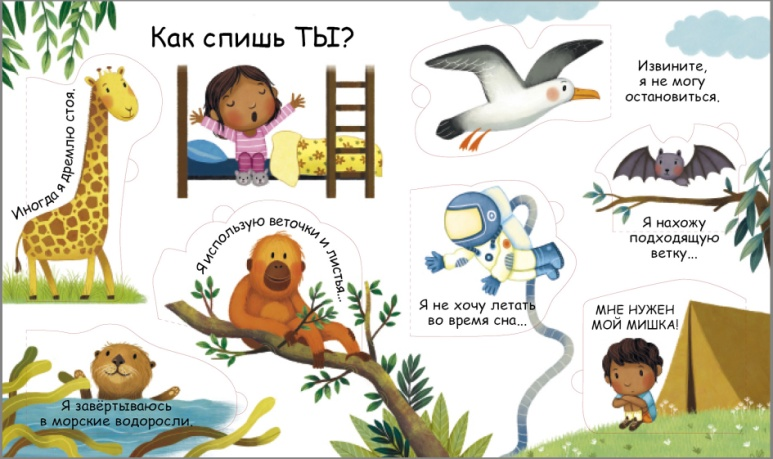 Как спишь ТЫ?
Иногда я дремлю стоя.
Извините,
я не могу
остановиться.
Я использую веточки и листья...
Я нахожу
подходящую
ветку...
Я не хочу летать
во время сна...
МНЕ НУЖЕН
МОЙ МИШКА!
Я завёртываюсь
в морские водоросли.